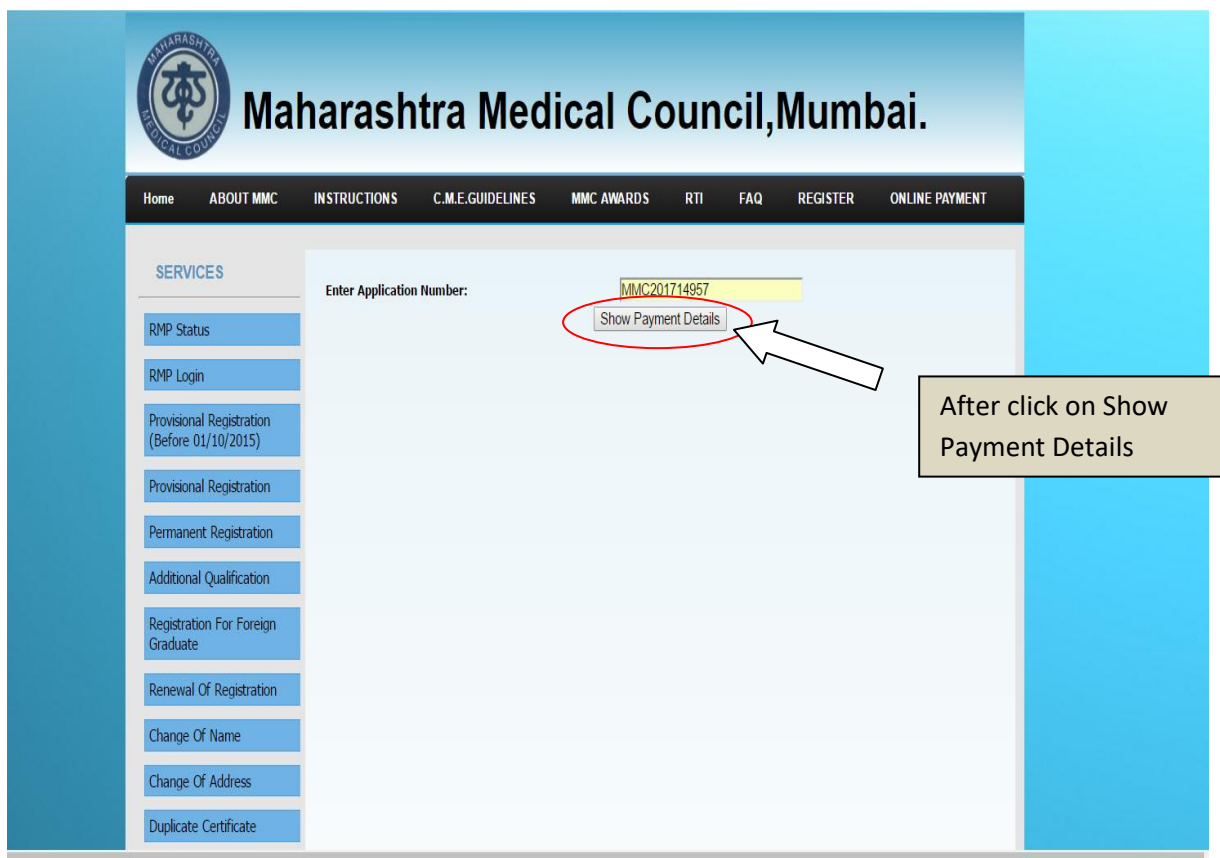 MAHARASHTRA
MEDICAL COUNCIL
Maharashtra Medical Council,Mumbai.
Home ABOUT MMC INSTRUCTIONS C.M.E.GUIDELINES MMC AWARDS RTI FAQ REGISTER ONLINE PAYMENT
SERVICES
Enter Application Number: MMC201714957
Show Payment Details
After click on Show
Payment Details
RMP Status
RMP Login
Provisional Registration
(Before 01/10/2015)
Provisional Registration
Permanent Registration
Additional Qualification
Registration For Foreign
Graduate
Renewal Of Registration
Change Of Name
Change Of Address
Duplicate Certificate